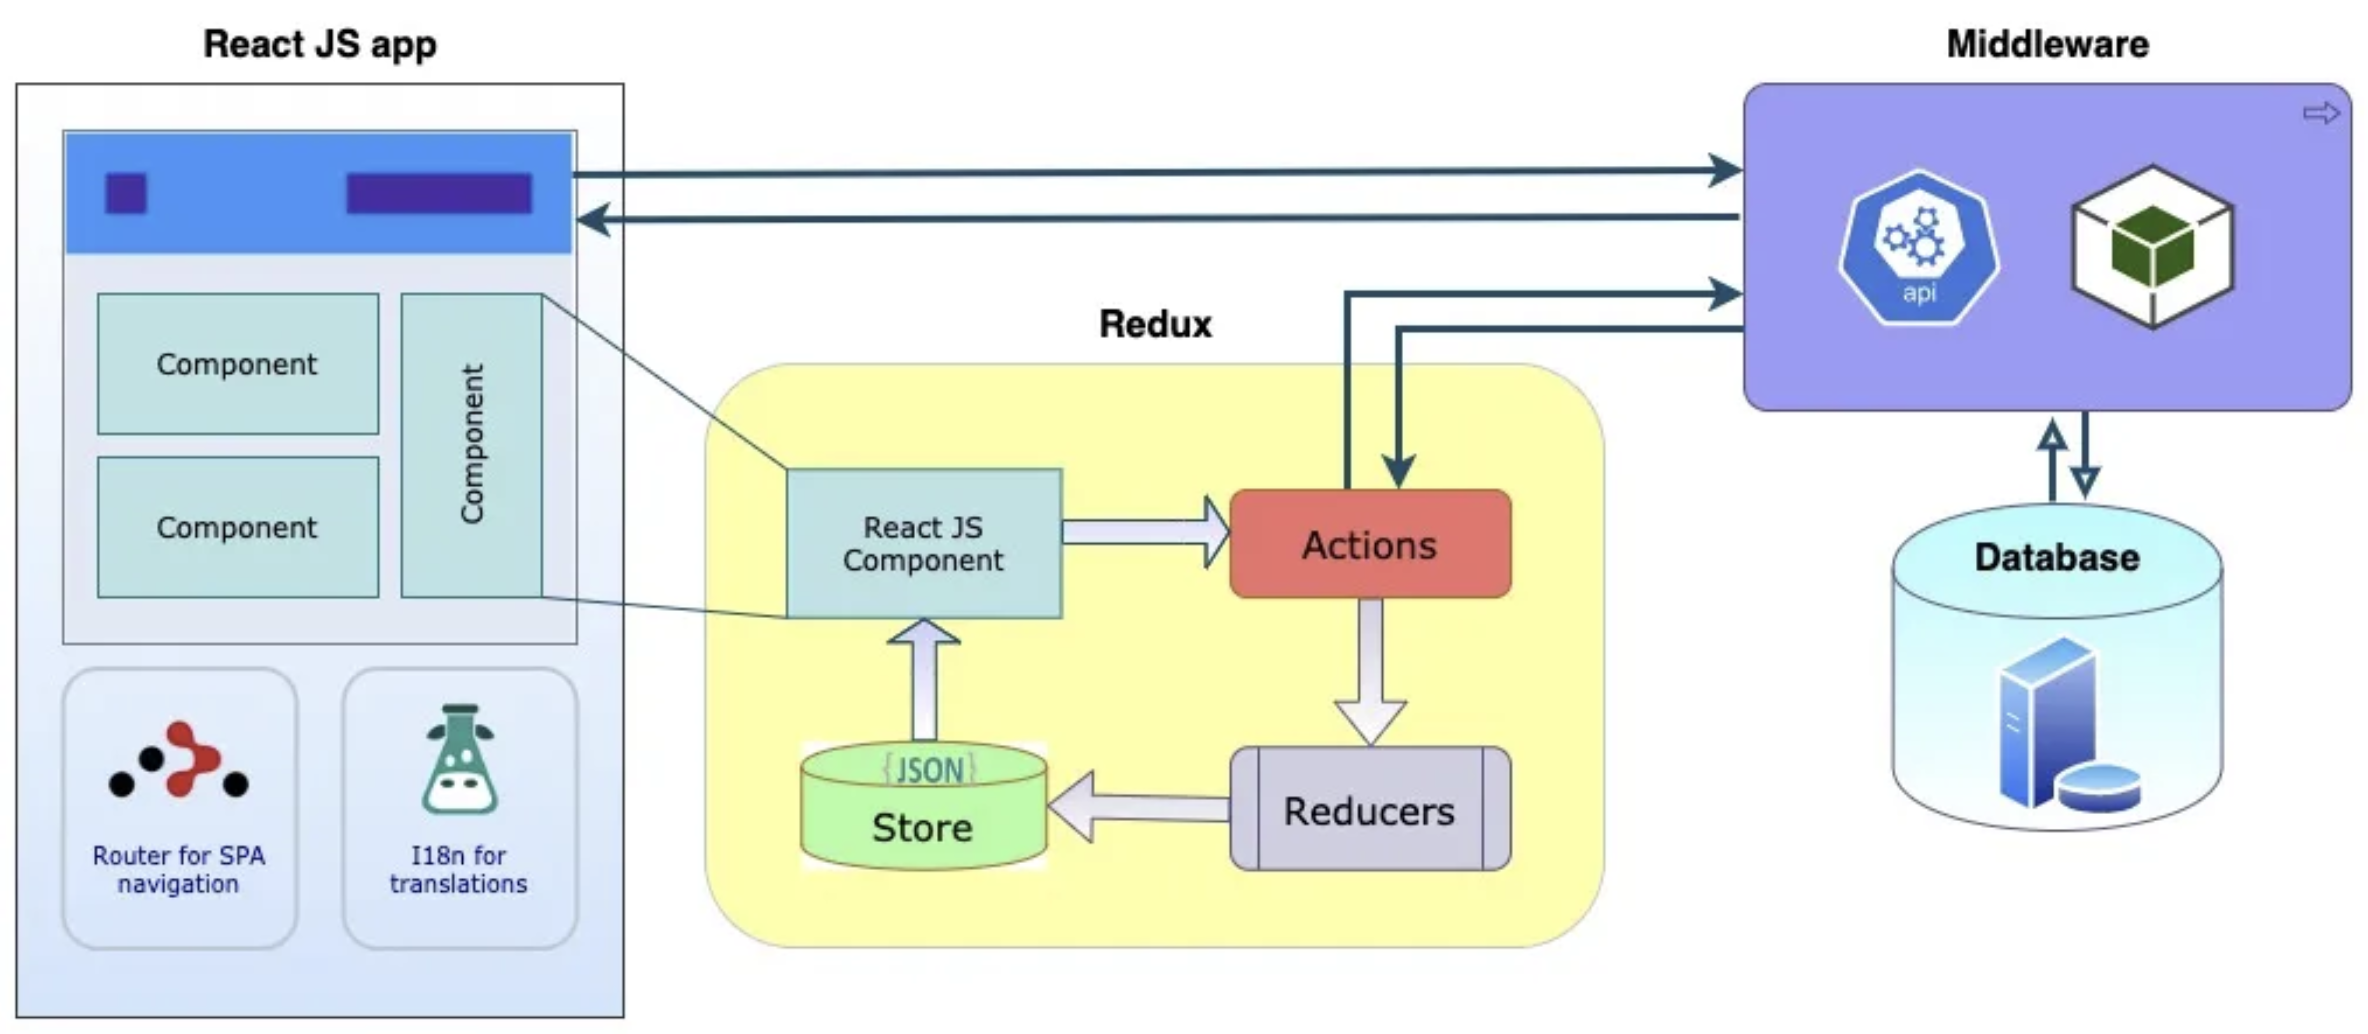 React JS app
Component
Component
Component
Router for SPA
navigation
I18n for
translations
Redux
React JS
Component
Actions
{JSON}
Store
Reducers
Middleware
api
Database